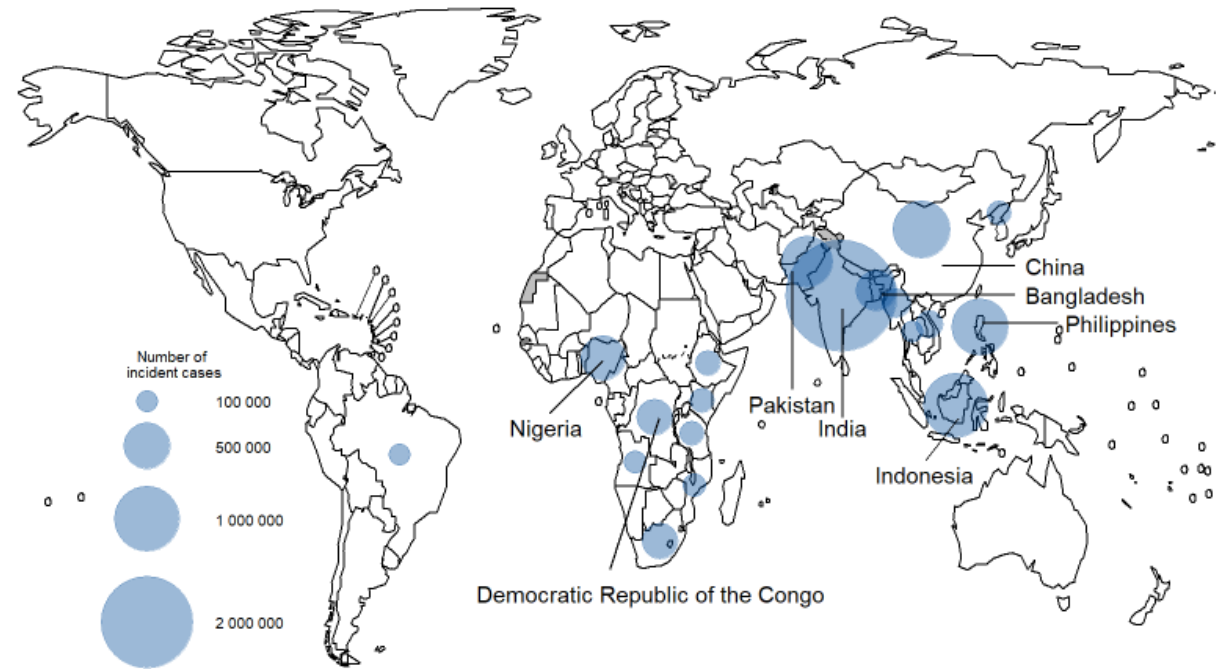 China
Bangladesh
Philippines
Number of
incident cases
100 000
Pakistan
Nigeria
India
500 000
Indonesia
1 000 000
Democratic Republic of the Congo
2 000 000